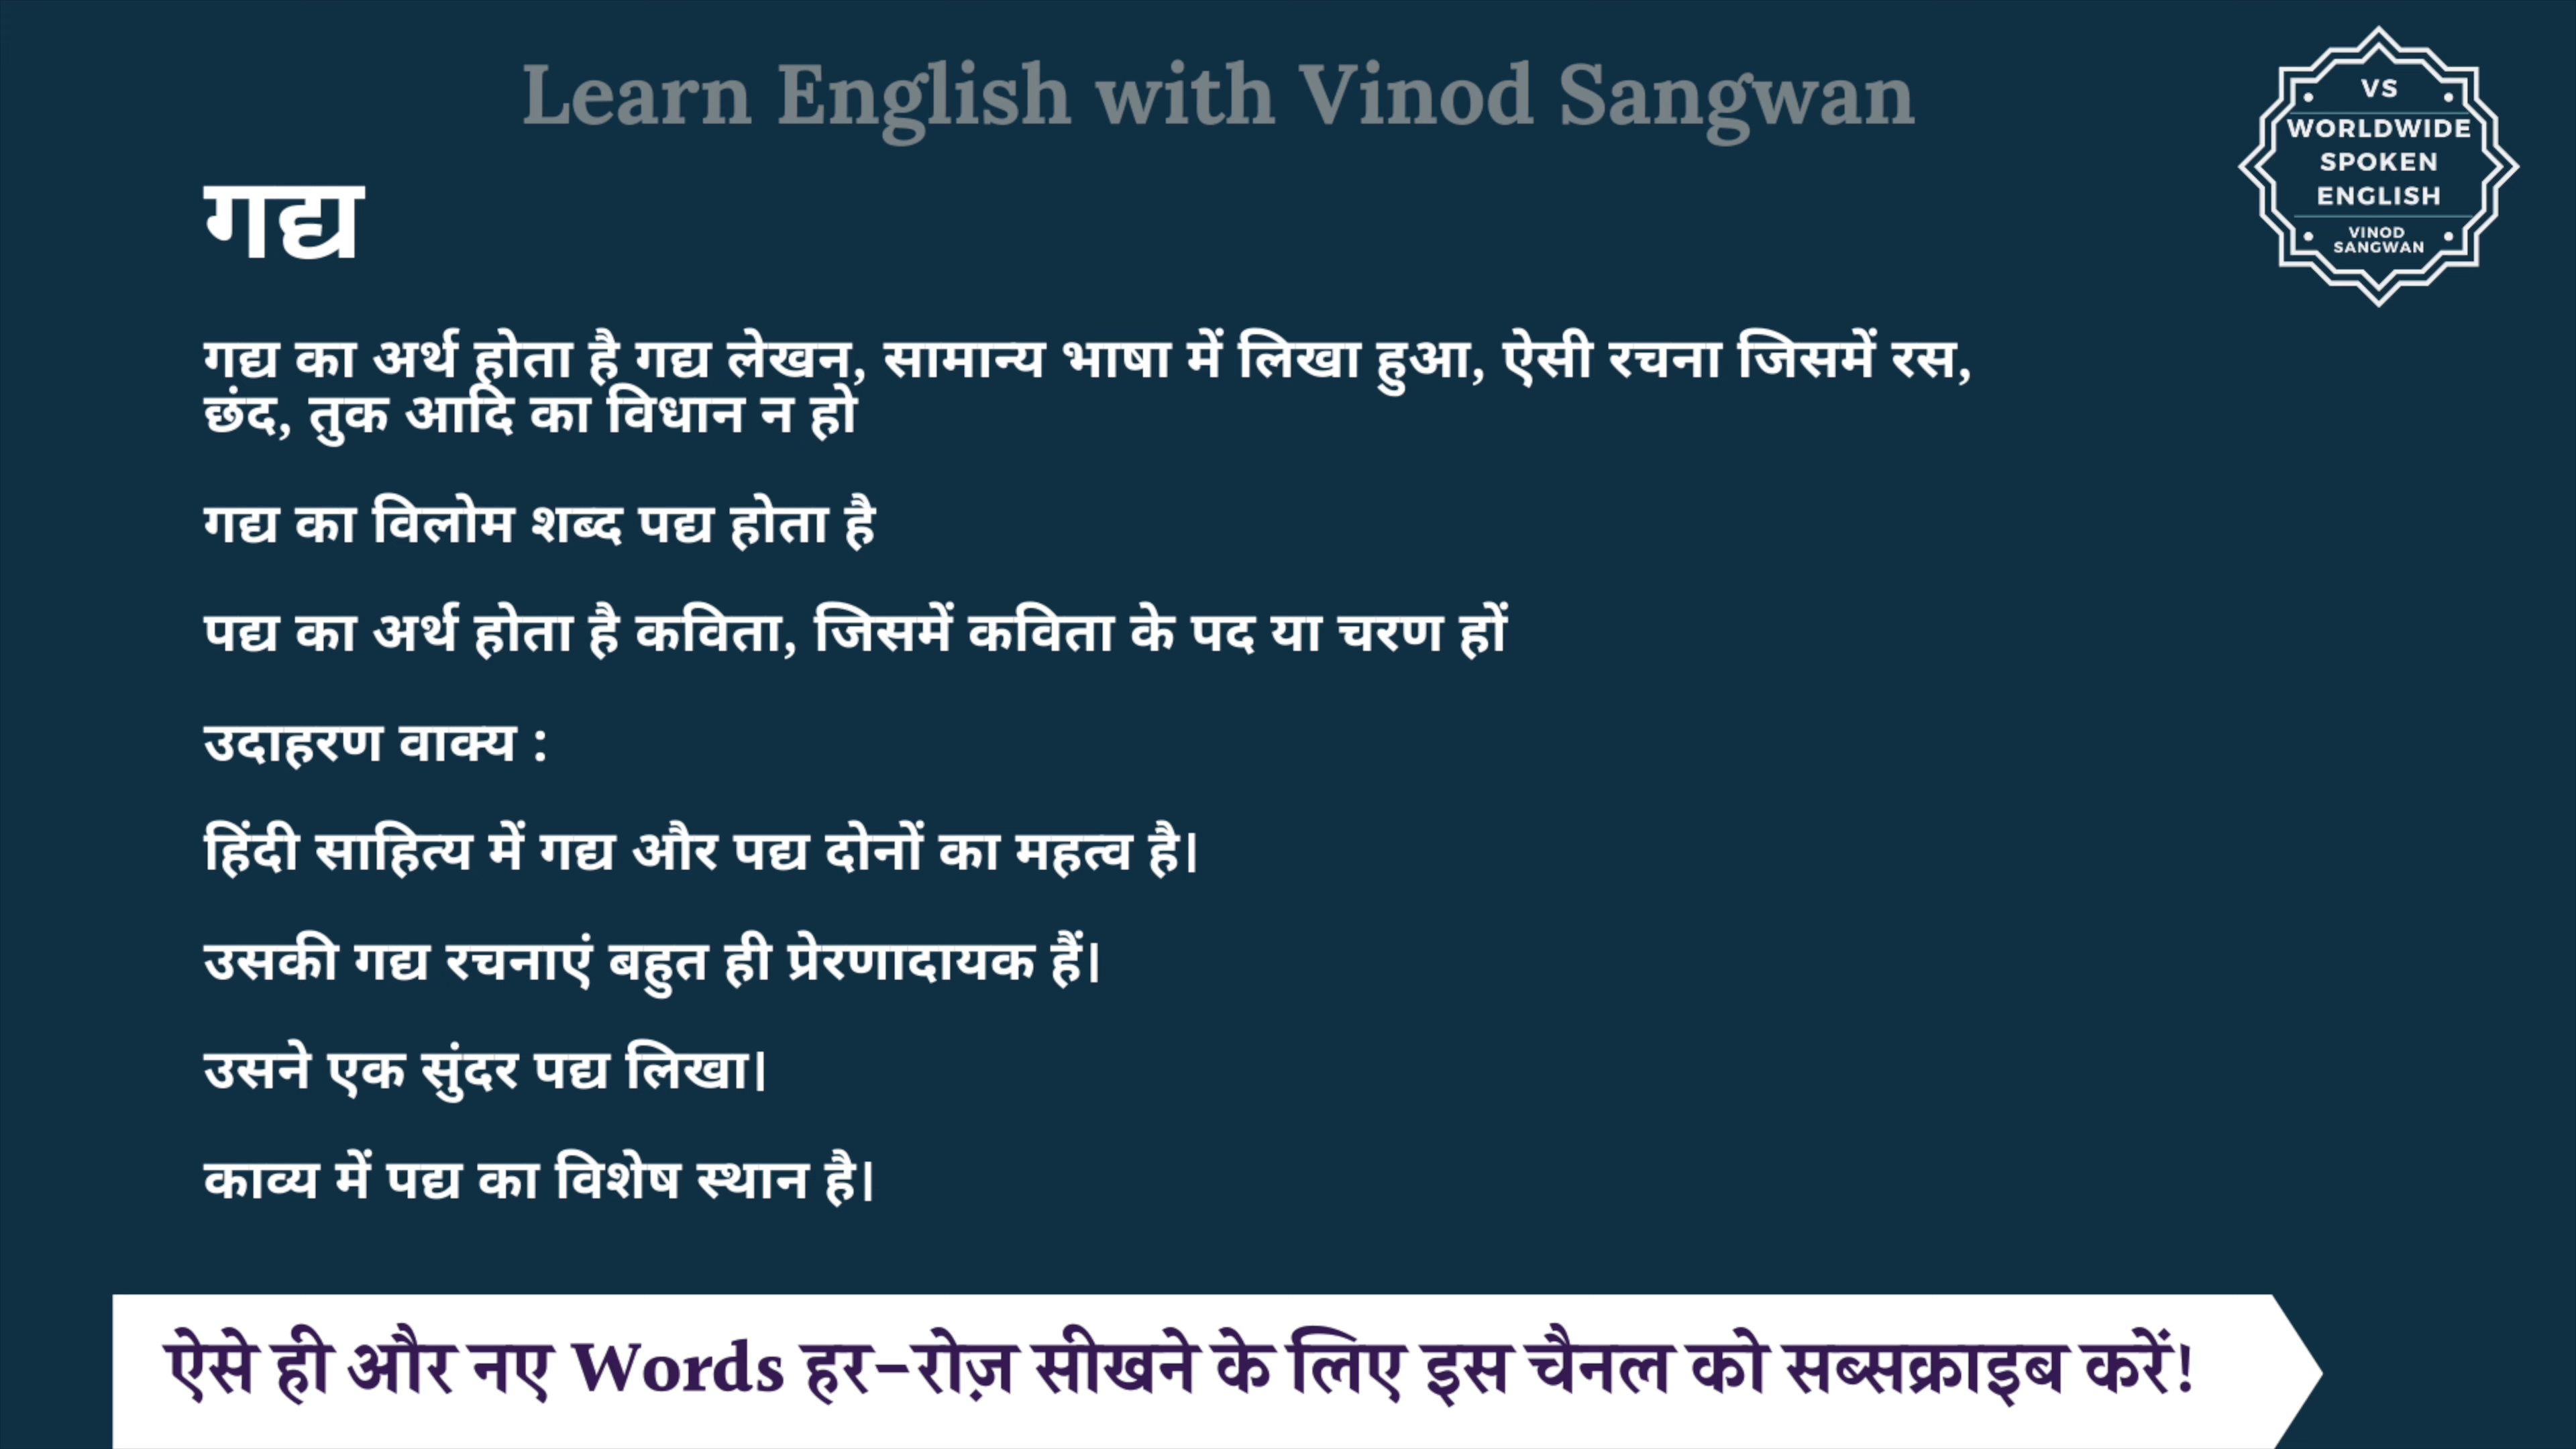 Learn English with Vinod Sangwan
VS
WORLDWIDE
SPOKEN
ENGLISH
VINOD
SANGWAN
गद्य
गद्य का अर्थ होता है गद्य लेखन, सामान्य भाषा में लिखा हुआ, ऐसी रचना जिसमें रस,
छंद, तुक आदि का विधान न हो
गद्य का विलोम शब्द पद्य होता है
पद्य का अर्थ होता है कविता, जिसमें कविता के पद या चरण हों
उदाहरण वाक्य :
हिंदी साहित्य में गद्य और पद्य दोनों का महत्व है।
उसकी गद्य रचनाएं बहुत ही प्रेरणादायक हैं।
उसने एक सुंदर पद्य लिखा।
काव्य में पद्य का विशेष स्थान है।
ऐसे ही और नए Words हर-रोज़ सीखने के लिए इस चैनल को सब्सक्राइब करें!